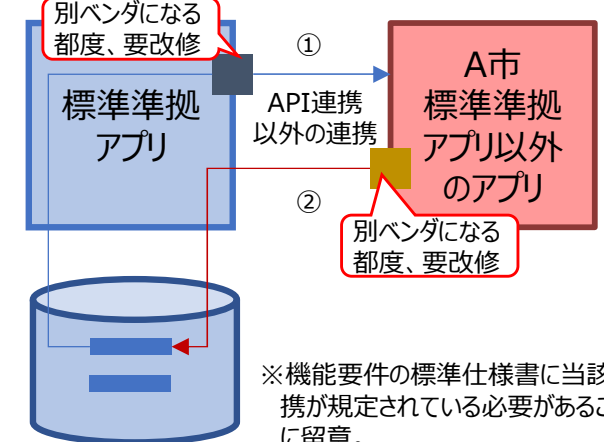 別ベンダになる
都度、要改修
標準準拠
アプリ
①
API連携
以外の連携
②
A市
標準準拠
アプリ以外
のアプリ
別ベンダになる
都度、要改修
※機能要件の標準仕様書に当該
携が規定されている必要があるこ
に留意。